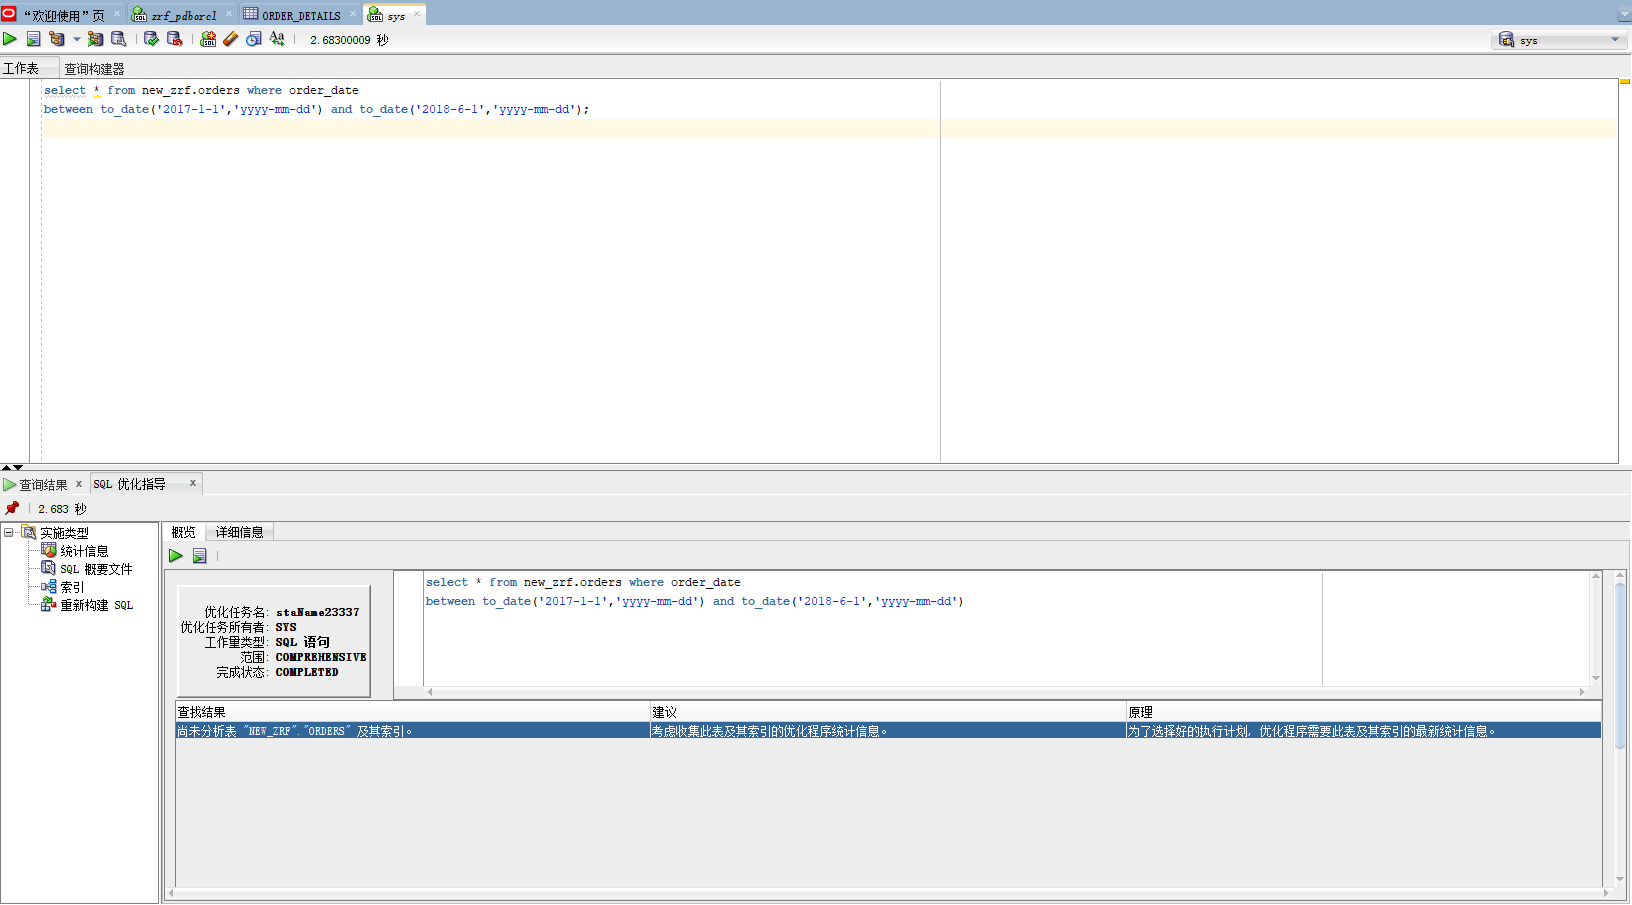 “欢迎使用”页
zrf_pdborcl
ORDER_DETAILS
sys
2.68300009 秒
sys
工作表
查询构建器
select * from new_zrf.orders where order_date
between to_date('2017-1-1','yyyy-mm-dd') and to_date('2018-6-1','yyyy-mm-dd');
查询结果 x
SQL 优化指导 x
2.683 秒
实施类型
统计信息
SQL 概要文件
索引
重新构建 SQL
概览
详细信息
优化任务名: staName23337
优化任务所有者: SYS
工作量类型: SQL 语句
范围: COMPREHENSIVE
完成状态: COMPLETED
select * from new_zrf.orders where order_date
between to_date('2017-1-1','yyyy-mm-dd') and to_date('2018-6-1','yyyy-mm-dd')
查找结果
建议
原理
尚未分析表 "NEW_ZRF"."ORDERS" 及其索引。
考虑收集此表及其索引的优化程序统计信息。
为了选择好的执行计划, 优化程序需要此表及其索引的最新统计信息。